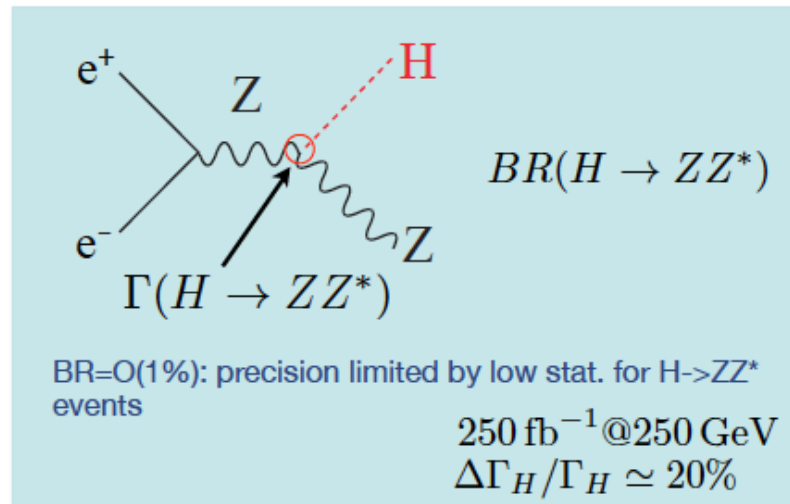 e⁺
H
Z
BR(H → ZZ*)
e⁻
Z
Γ(H → ZZ*)
BR=O(1%): precision limited by low stat. for H->ZZ*
events
250 fb⁻¹@250 GeV
ΔΓ_H/Γ_H ≃ 20%